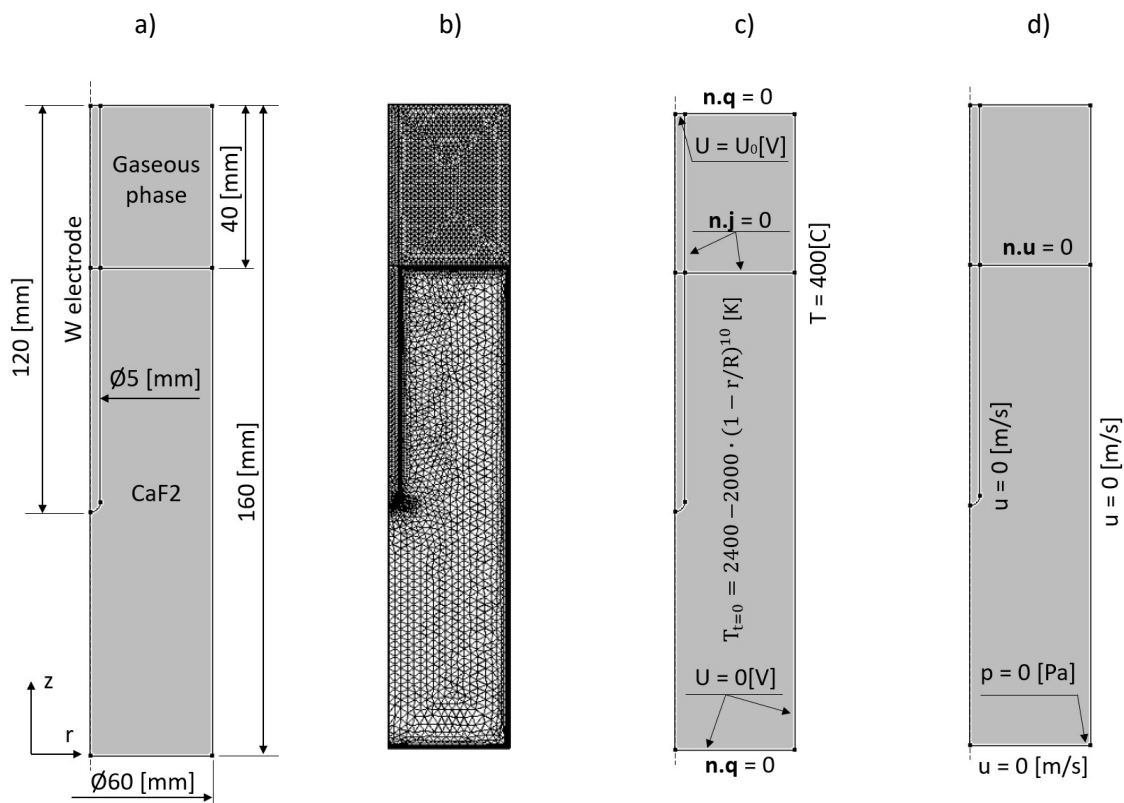 a)
b)
c)
d)
Gaseous
phase
40 [mm]
120 [mm]
W electrode
Ø5 [mm]
CaF2
160 [mm]
z
r
Ø60 [mm]
n.q = 0
U = U₀[V]
n.j = 0
T = 400[C]
T_{t=0} = 2400−2000·(1 − r/R)^{10} [K]
U = 0[V]
n.q = 0
n.u = 0
u = 0 [m/s]
u = 0 [m/s]
p = 0 [Pa]
u = 0 [m/s]